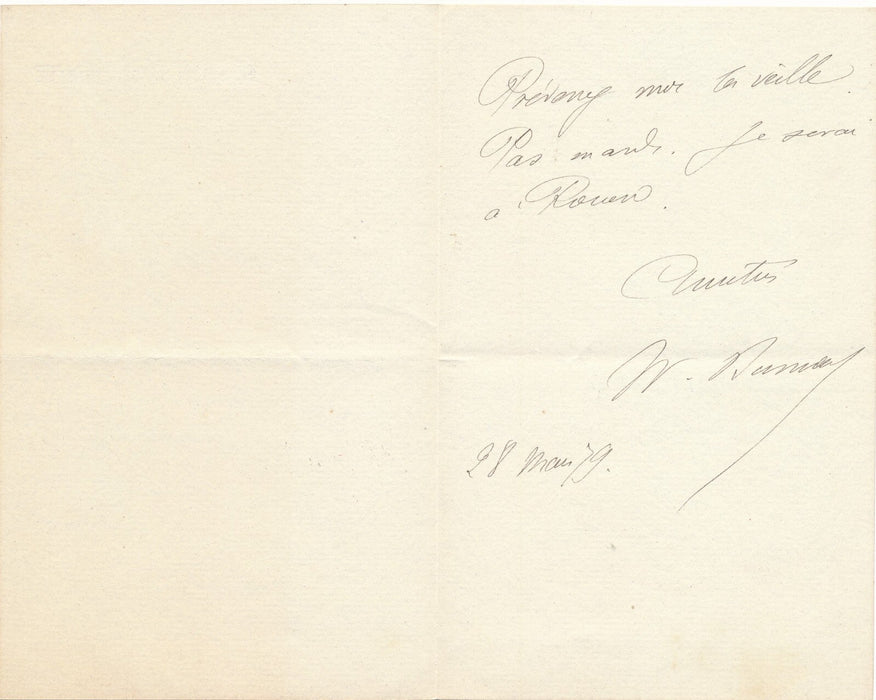 Prévenez moi la veille.
Pas mardi. Je serai
à Rouen.
Amitiés
W. 
28 Mai 79.